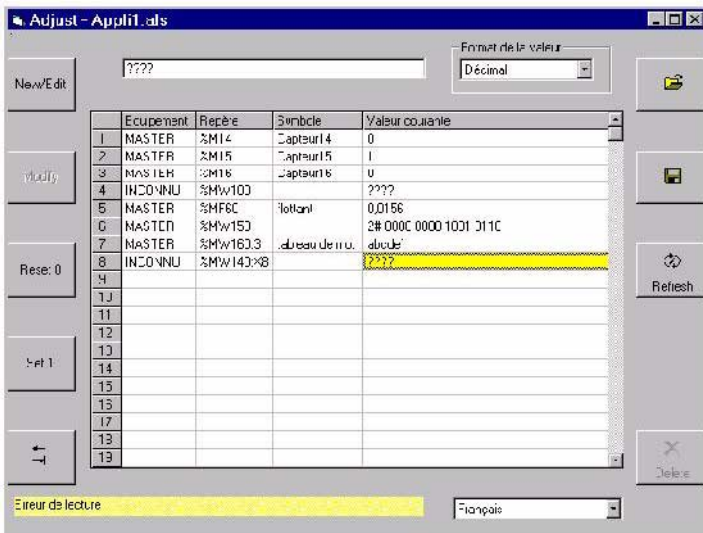 Adjust - Appli1.als
Format de la valeur
????
Décimal
New/Edit
Equipement Repère Symbole Valeur courante
1 MASTER %M14 Capteur14 0
2 MASTER %M15 Capteur15 1
3 MASTER %M16 Capteur16 0
4 INCONNU %MW100 ????
Modify
5 MASTER %MF60 flottant 0,0156
6 MASTER %MW150 2# 0000 0000 1001 0110
7 MASTER %MW160:3 tableau de mot abcdef
8 INCONNU %MW140:X8 ????
Reset 0
Refresh
9
10
11
12
13
Set 1
14
15
16
17
18
19
Delete
Erreur de lecture
Français